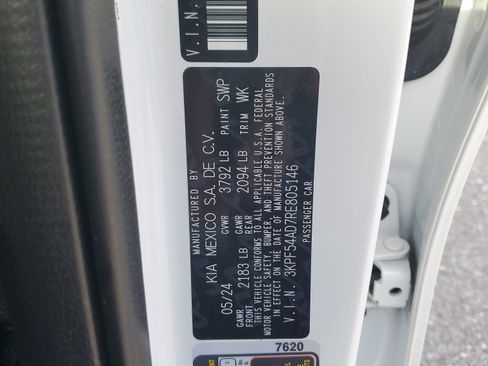 V.I.N.
MANUFACTURED BY
KIA MEXICO S.A. DE C.V.
05/24 GVWR 3792 LB PAINT SWP
GAWR FRONT 2183 LB GAWR REAR 2094 LB TRIM WK
THIS VEHICLE CONFORMS TO ALL APPLICABLE U.S.A. FEDERAL
MOTOR VEHICLE SAFETY, BUMPER, AND THEFT PREVENTION STANDARDS
IN EFFECT ON THE DATE OF MANUFACTURE SHOWN ABOVE.
V.I.N. 3KPF54AD7RE805146
PASSENGER CAR
7620